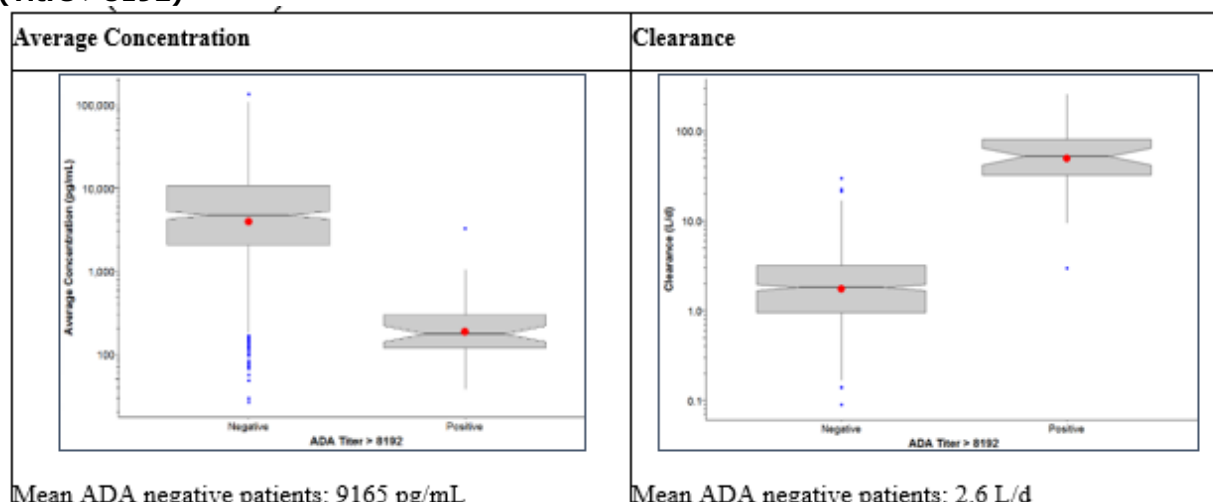 Average Concentration
Clearance
100,000
10,000
1,000
100
Average Concentration (pg/mL)
Negative
Positive
ADA Titer > 8192
100.0
10.0
1.0
0.1
Clearance (L/d)
Negative
Positive
ADA Titer > 8192
Mean ADA negative patients: 9165 pg/mL
Mean ADA negative patients: 2.6 L/d